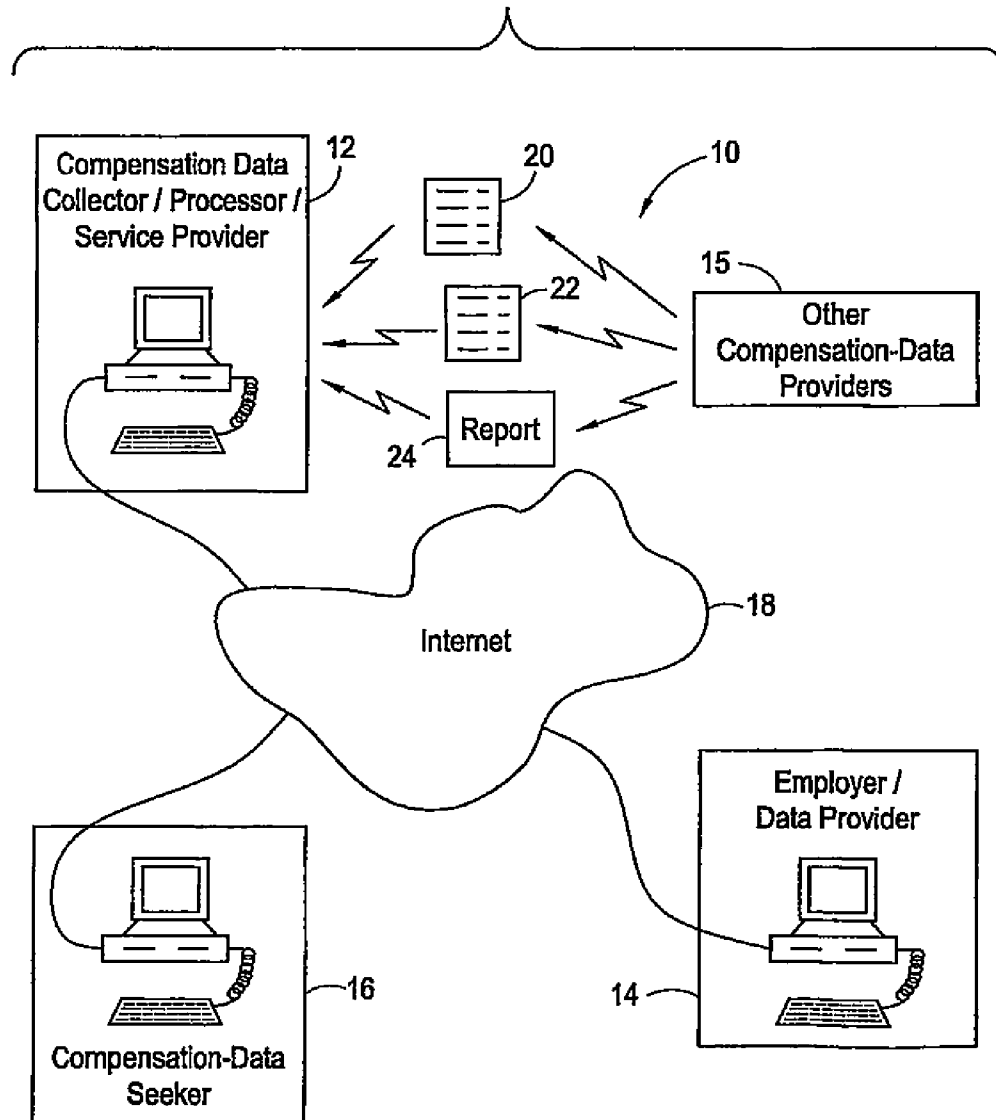 Compensation Data
Collector / Processor /
Service Provider
12
20
10
22
15
Other
Compensation-Data
Providers
Report
24
Internet
18
Employer /
Data Provider
14
16
Compensation-Data
Seeker